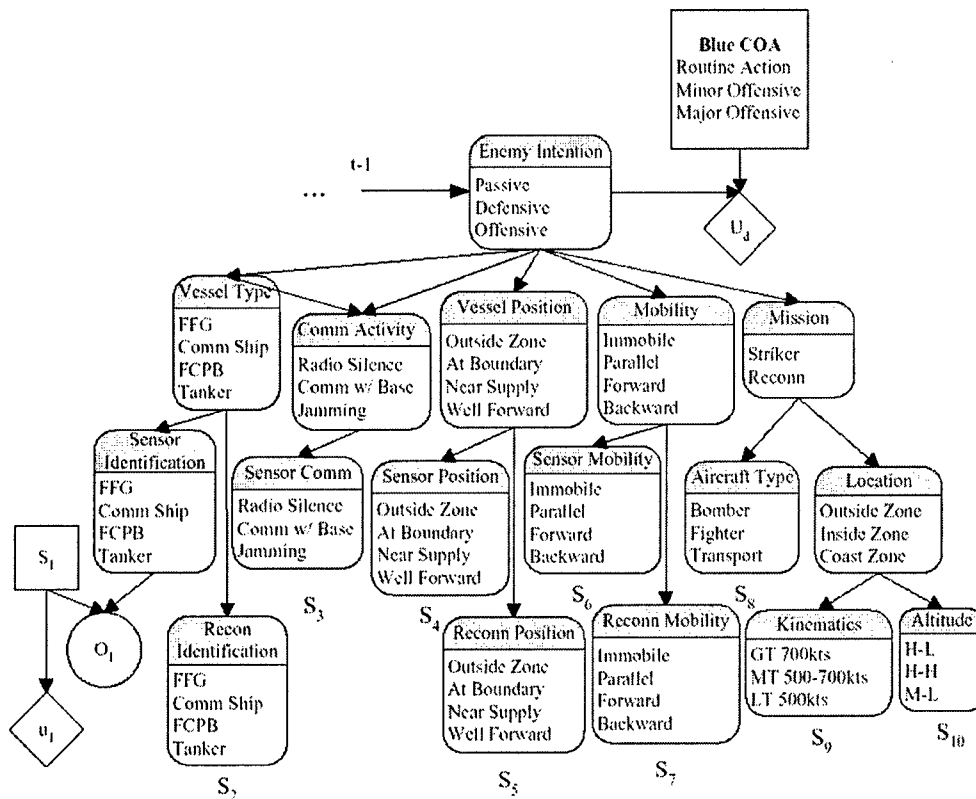 Blue COA
Routine Action
Minor Offensive
Major Offensive
t-1
...
Enemy Intention
Passive
Defensive
Offensive
U_d
Vessel Type
FFG
Comm Ship
FCPB
Tanker
Comm Activity
Radio Silence
Comm w/ Base
Jamming
Vessel Position
Outside Zone
At Boundary
Near Supply
Well Forward
Mobility
Immobile
Parallel
Forward
Backward
Mission
Striker
Reconn
Sensor
Identification
FFG
Comm Ship
FCPB
Tanker
Sensor Comm
Radio Silence
Comm w/ Base
Jamming
Sensor Position
Outside Zone
At Boundary
Near Supply
Well Forward
Sensor Mobility
Immobile
Parallel
Forward
Backward
Aircraft Type
Bomber
Fighter
Transport
Location
Outside Zone
Inside Zone
Coast Zone
S_1
S_3
S_4
S_6
S_8
O_1
u_1
Recon
Identification
FFG
Comm Ship
FCPB
Tanker
Reconn Position
Outside Zone
At Boundary
Near Supply
Well Forward
Reconn Mobility
Immobile
Parallel
Forward
Backward
Kinematics
GT 700kts
MT 500-700kts
LT 500kts
Altitude
H-L
H-H
M-L
S_2
S_5
S_7
S_9
S_10